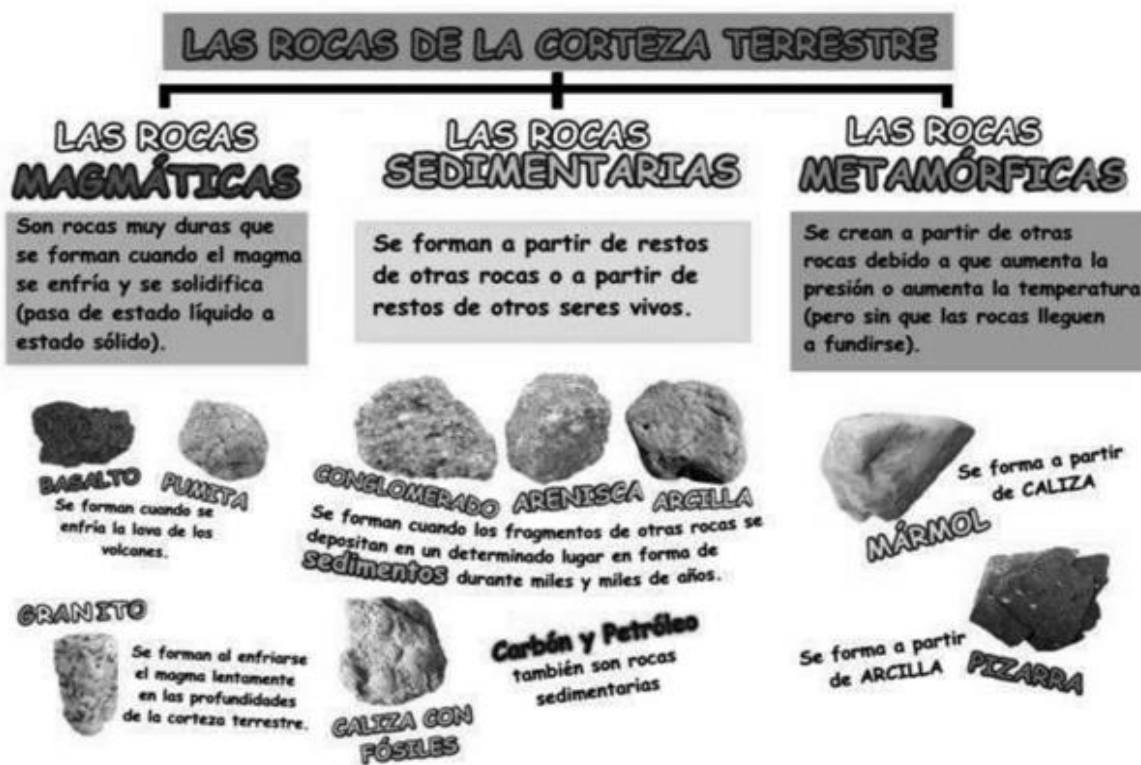 LAS ROCAS DE LA CORTEZA TERRESTRE
LAS ROCAS
MAGMÁTICAS
Son rocas muy duras que
se forman cuando el magma
se enfría y se solidifica
(pasa de estado líquido a
estado sólido).
BASALTO
PUMITA
Se forman cuando se
enfría la lava de los
volcanes.
GRANITO
Se forman al enfriarse
el magma lentamente
en las profundidades
de la corteza terrestre.
LAS ROCAS
SEDIMENTARIAS
Se forman a partir de restos
de otras rocas o a partir de
restos de otros seres vivos.
CONGLOMERADO
ARENISCA
ARCILLA
Se forman cuando los fragmentos de otras rocas se
depositan en un determinado lugar en forma de
sedimentos durante miles y miles de años.
CALIZA CON
FÓSILES
Carbón y Petróleo
también son rocas
sedimentarias
LAS ROCAS
METAMÓRFICAS
Se crean a partir de otras
rocas debido a que aumenta la
presión o aumenta la temperatura
(pero sin que las rocas lleguen
a fundirse).
Se forma a partir
de CALIZA
MÁRMOL
Se forma a partir
de ARCILLA
PIZARRA